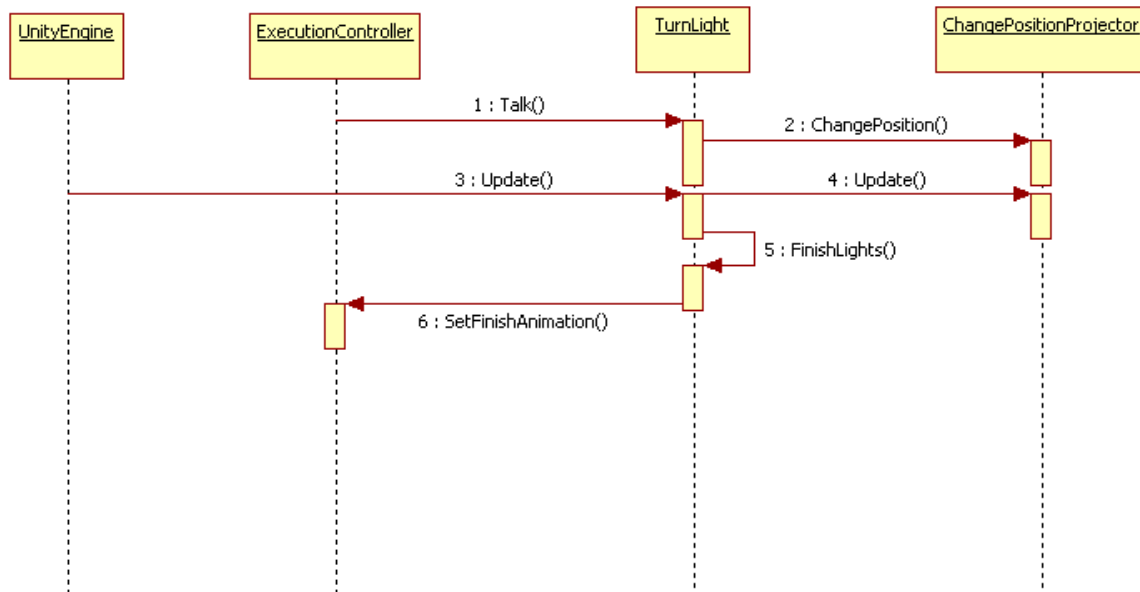 UnityEngine
ExecutionController
TurnLight
ChangePositionProjector
1 : Talk()
2 : ChangePosition()
3 : Update()
4 : Update()
5 : FinishLights()
6 : SetFinishAnimation()